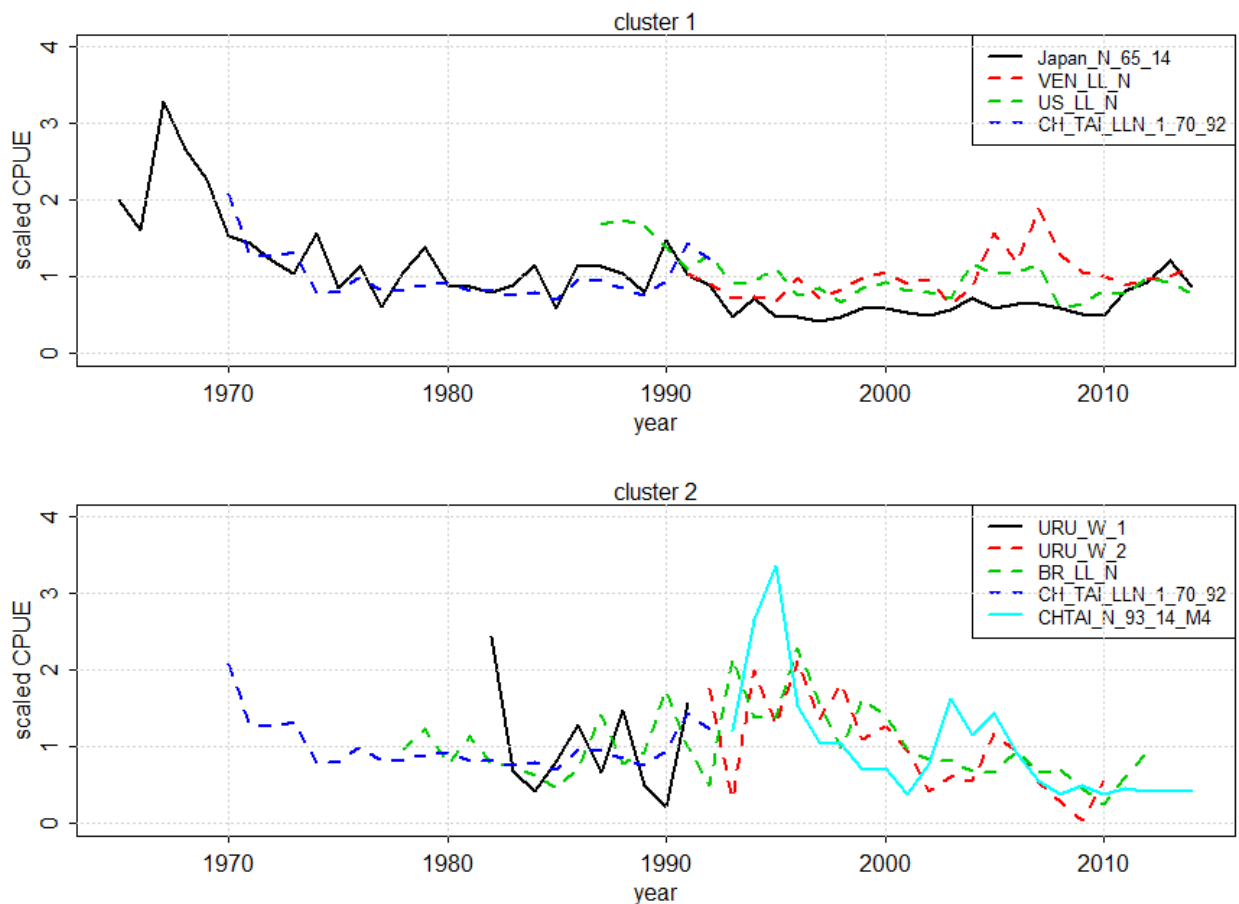 cluster 1
scaled CPUE
4
3
2
1
0
Japan_N_65_14
VEN_LL_N
US_LL_N
CH_TAI_LLN_1_70_92
1970 1980 1990 2000 2010
year
cluster 2
scaled CPUE
4
3
2
1
0
URU_W_1
URU_W_2
BR_LL_N
CH_TAI_LLN_1_70_92
CHTAI_N_93_14_M4
1970 1980 1990 2000 2010
year